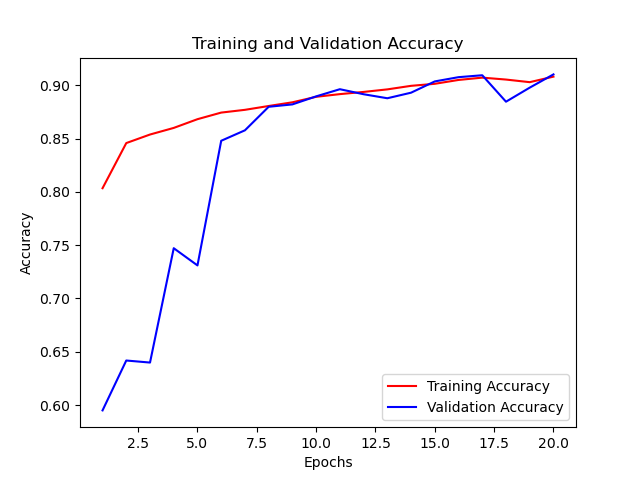 Training and Validation Accuracy
Accuracy
0.90
0.85
0.80
0.75
0.70
0.65
0.60
Training Accuracy
Validation Accuracy
2.5 5.0 7.5 10.0 12.5 15.0 17.5 20.0
Epochs